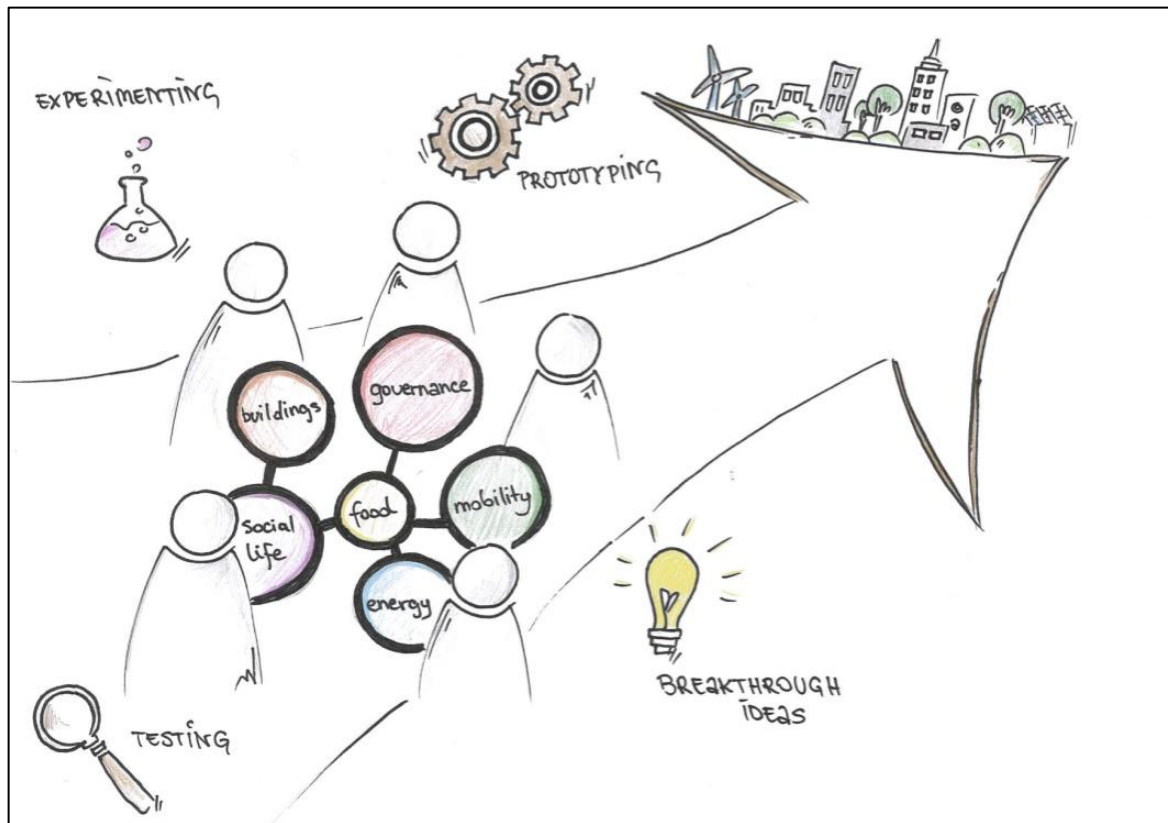 EXPERIMENTING
PROTOTYPING
governance
buildings
food
mobility
social
life
energy
BREAKTHROUGH
IDEAS
TESTING